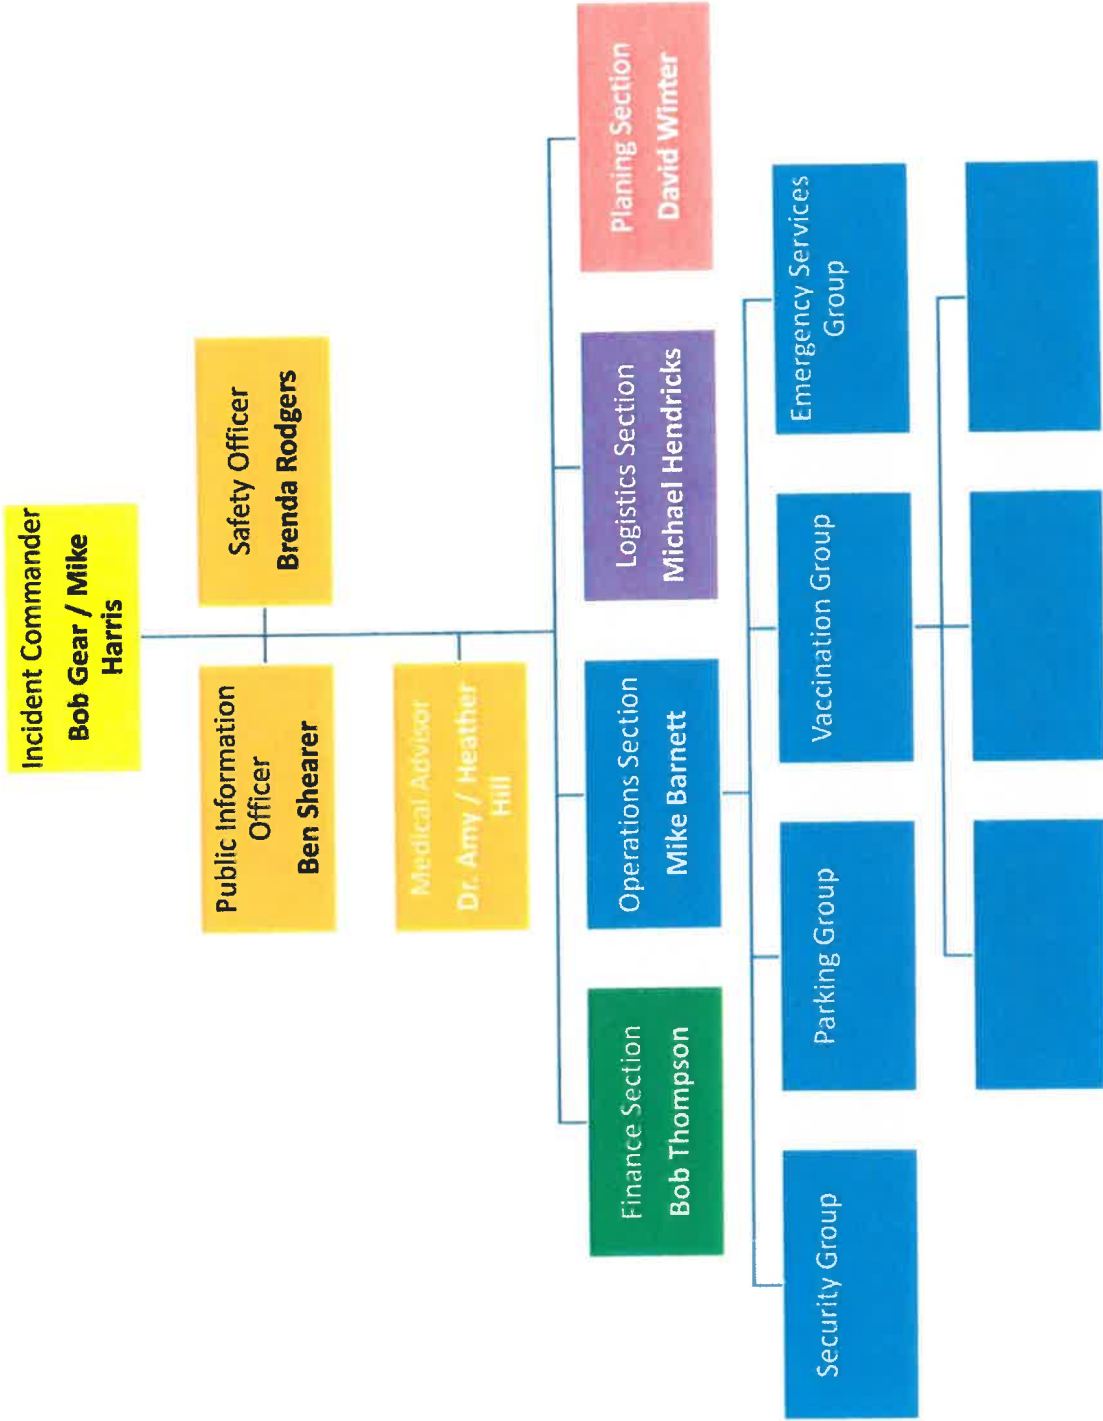 Incident Commander
Bob Gear / Mike
Harris
Public Information
Officer
Ben Shearer
Safety Officer
Brenda Rodgers
Medical Advisor
Dr. Amy / Heather
Hill
Finance Section
Bob Thompson
Operations Section
Mike Barnett
Logistics Section
Michael Hendricks
Planing Section
David Winter
Security Group
Parking Group
Vaccination Group
Emergency Services
Group